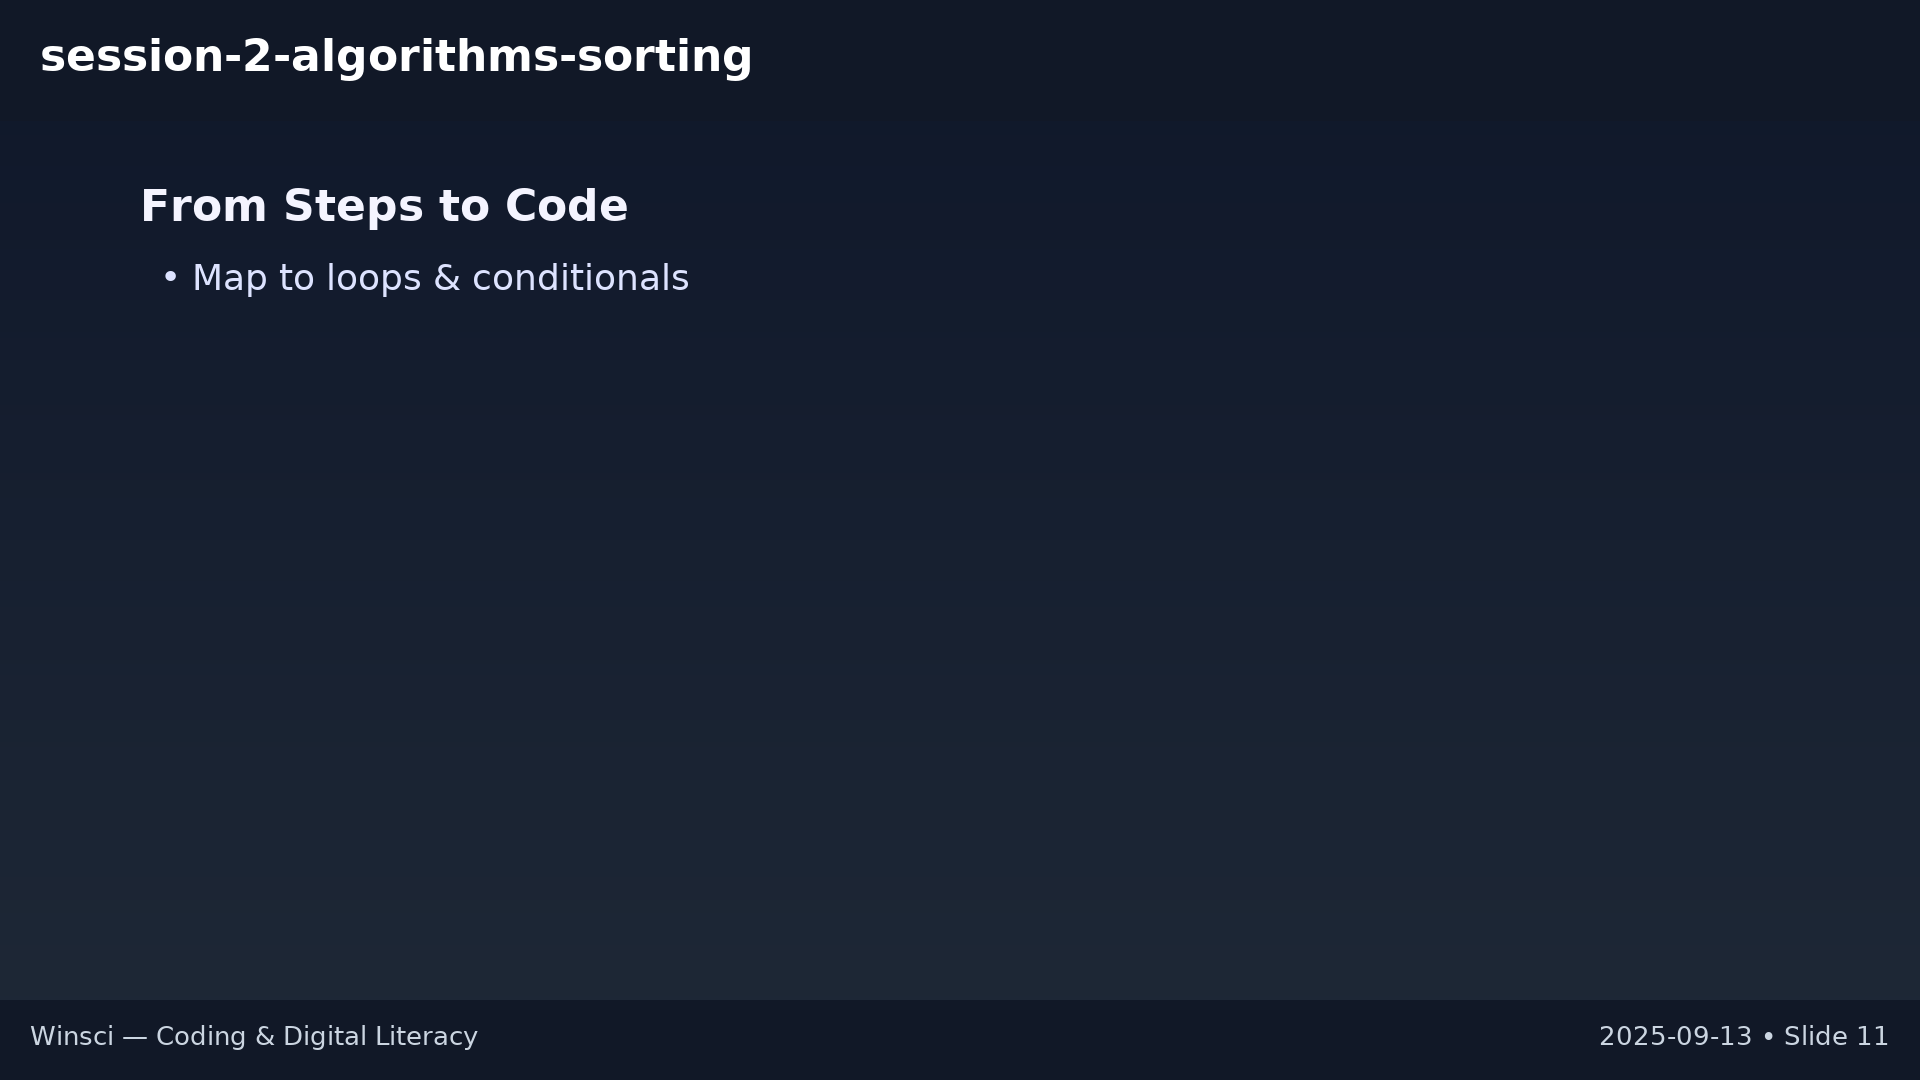 session-2-algorithms-sorting
From Steps to Code
• Map to loops & conditionals
Winsci — Coding & Digital Literacy
2025-09-13 • Slide 11